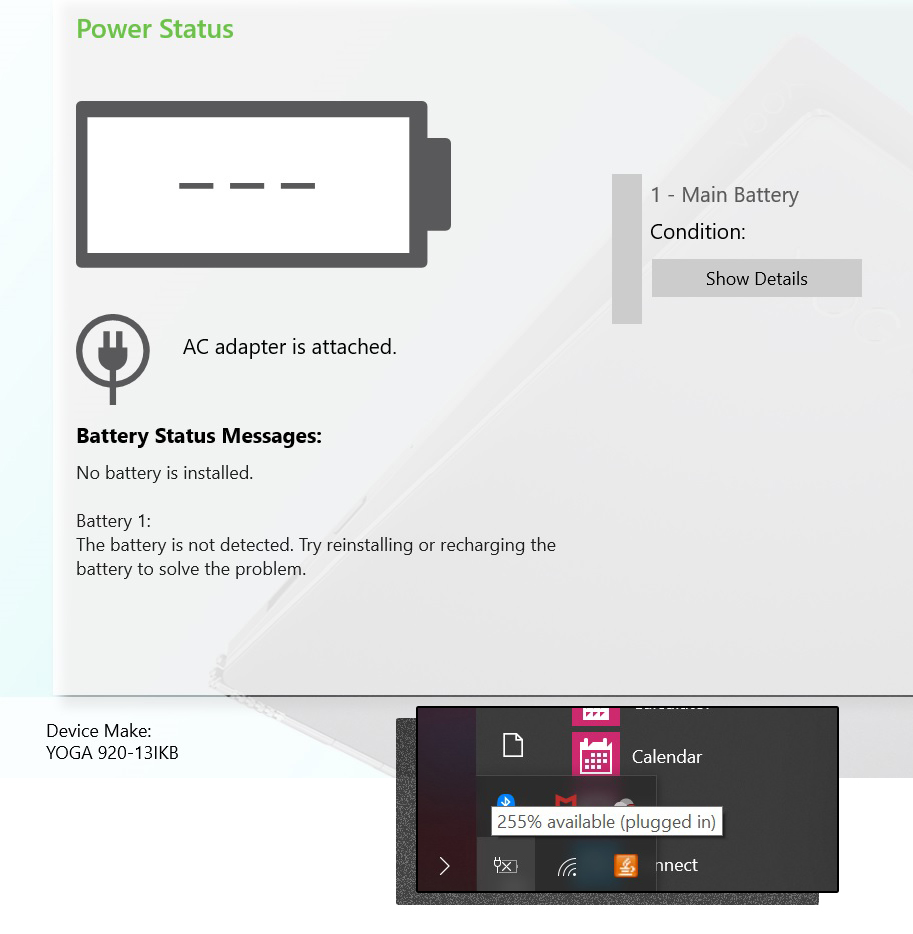 Power Status
1 - Main Battery
Condition:
Show Details
AC adapter is attached.
Battery Status Messages:
No battery is installed.
Battery 1:
The battery is not detected. Try reinstalling or recharging the
battery to solve the problem.
Device Make:
YOGA 920-13IKB
Calendar
255% available (plugged in)
nnect